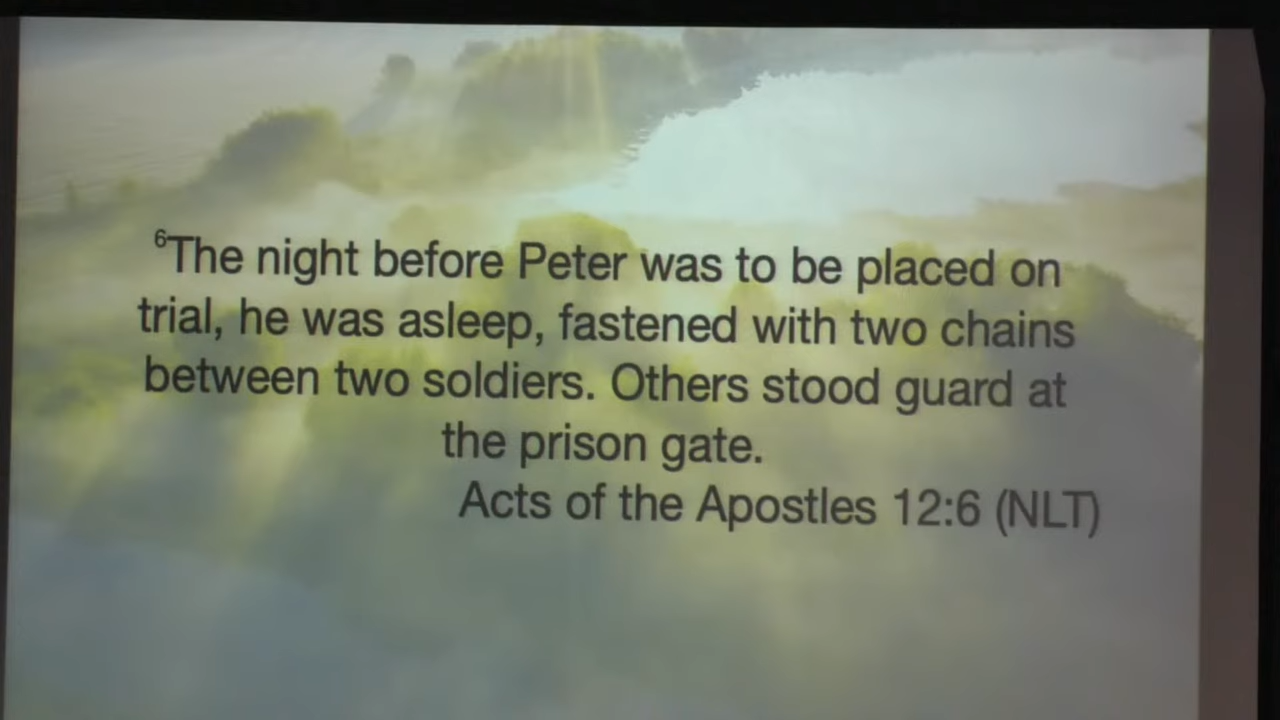 ⁶The night before Peter was to be placed on
trial, he was asleep, fastened with two chains
between two soldiers. Others stood guard at
the prison gate.
Acts of the Apostles 12:6 (NLT)